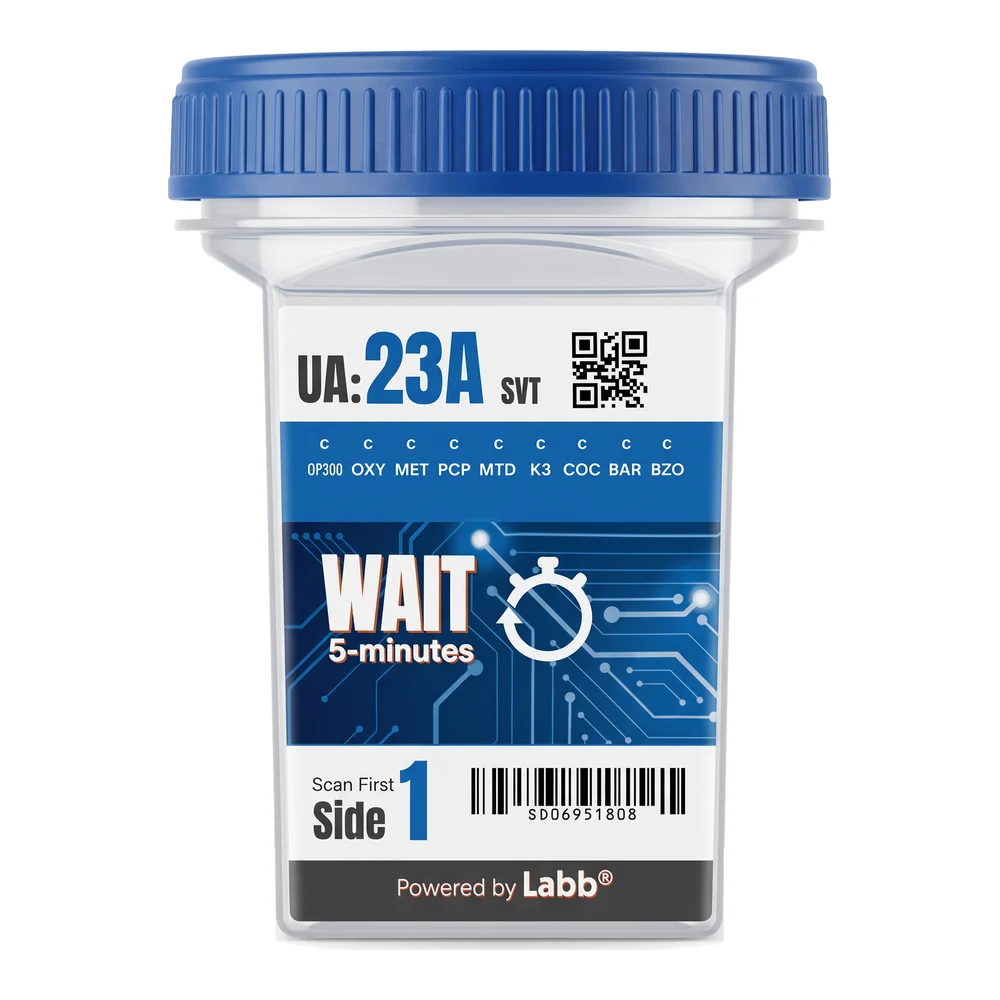 UA: 23A SVT
C C C C C C C C C
OP300 OXY MET PCP MTD K3 COC BAR BZO
WAIT
5-minutes
Scan First
Side 1
SD06951808
Powered by Labb®